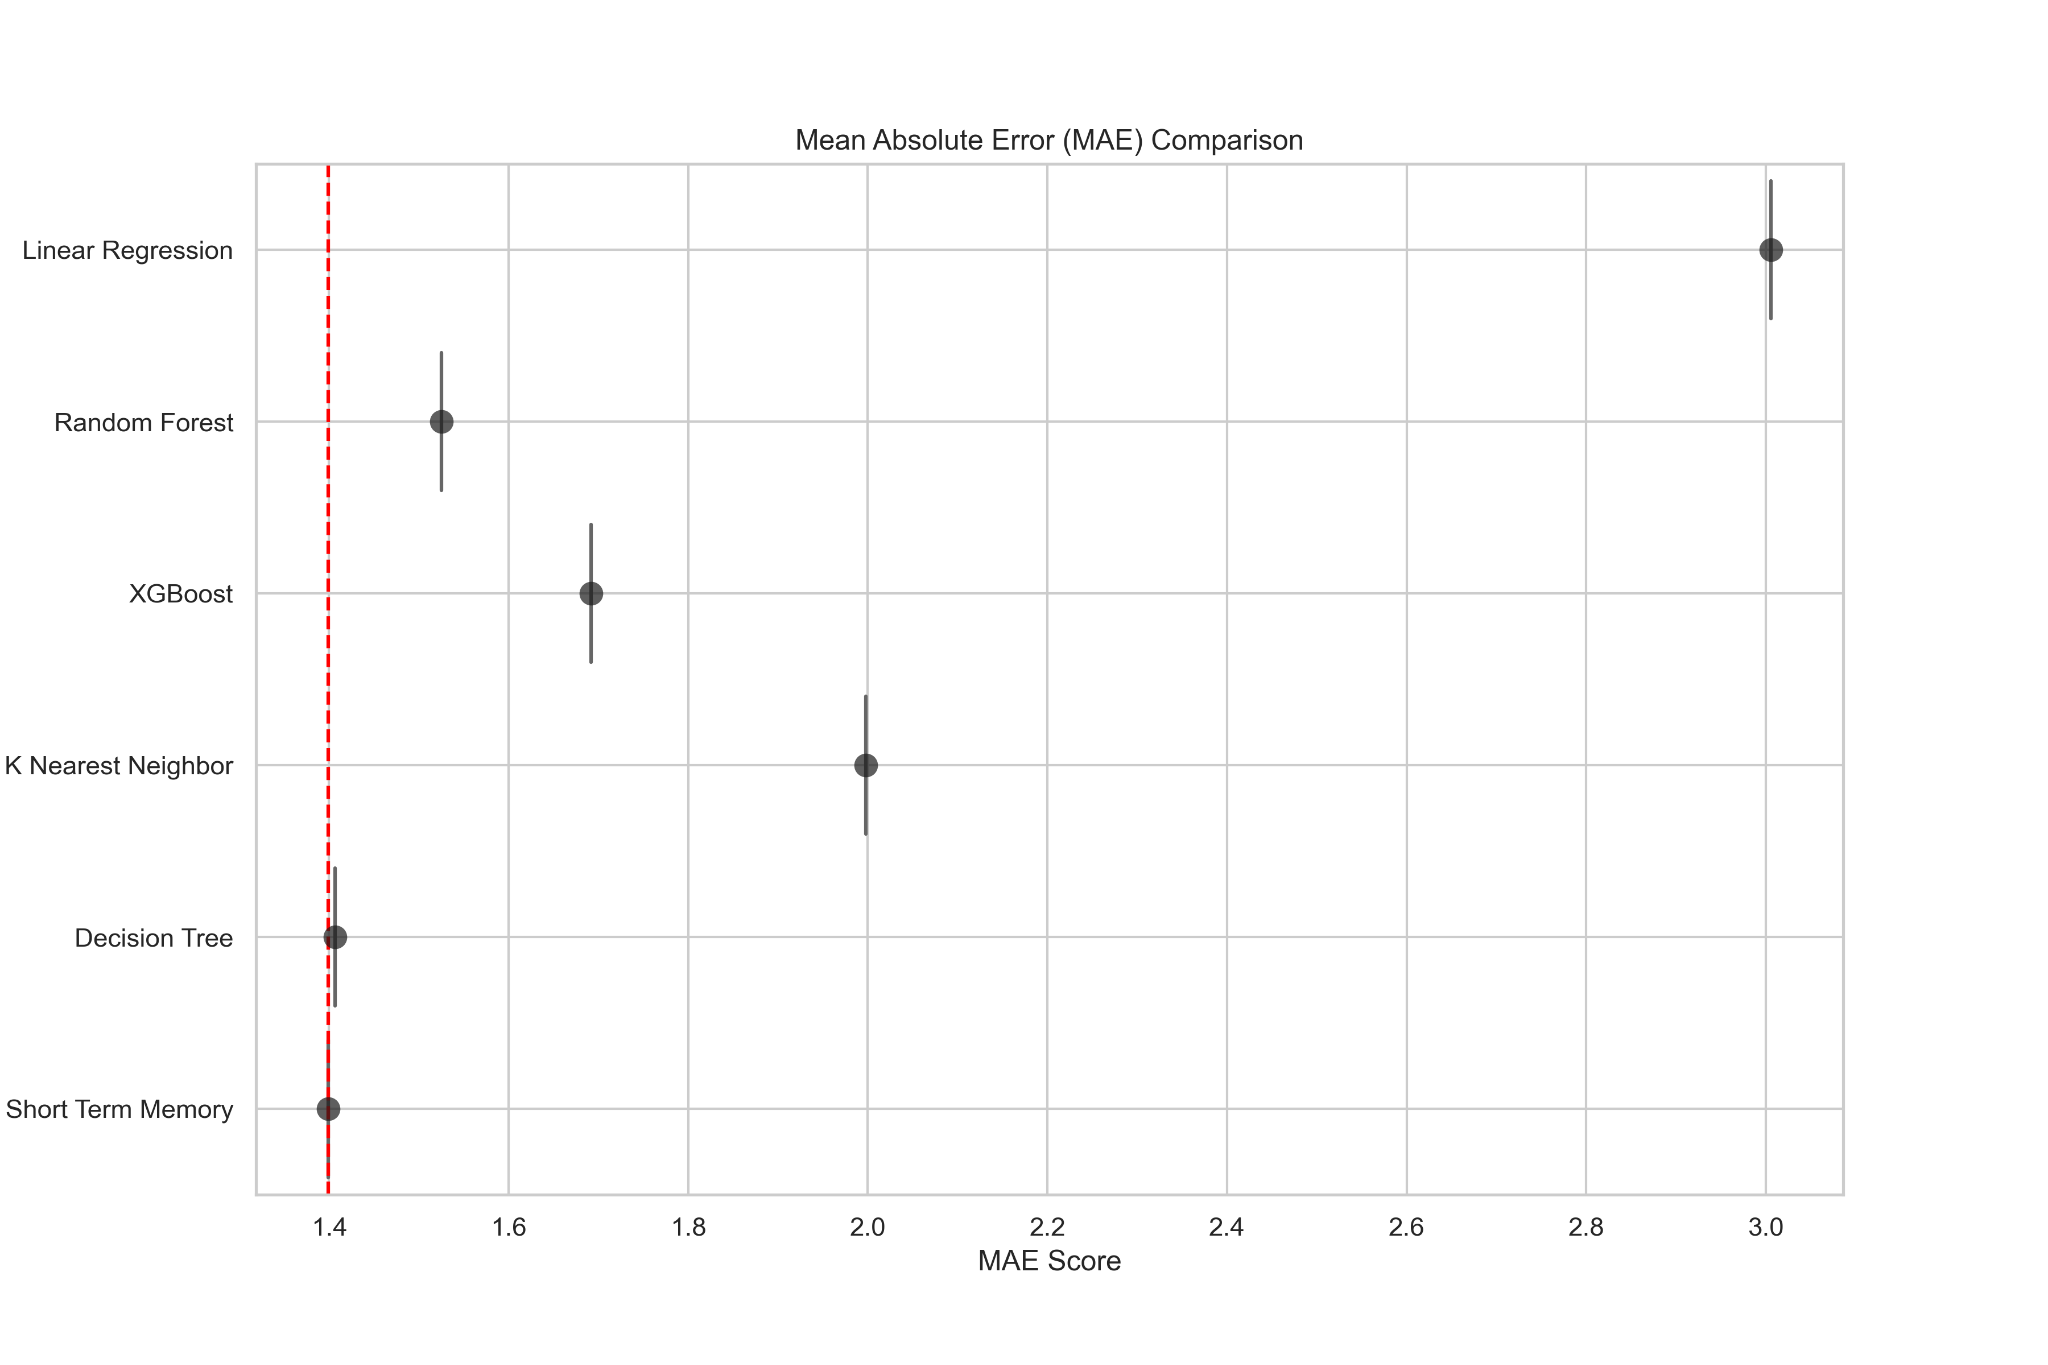 Mean Absolute Error (MAE) Comparison
Linear Regression
Random Forest
XGBoost
K Nearest Neighbor
Decision Tree
Short Term Memory
1.4 1.6 1.8 2.0 2.2 2.4 2.6 2.8 3.0
MAE Score